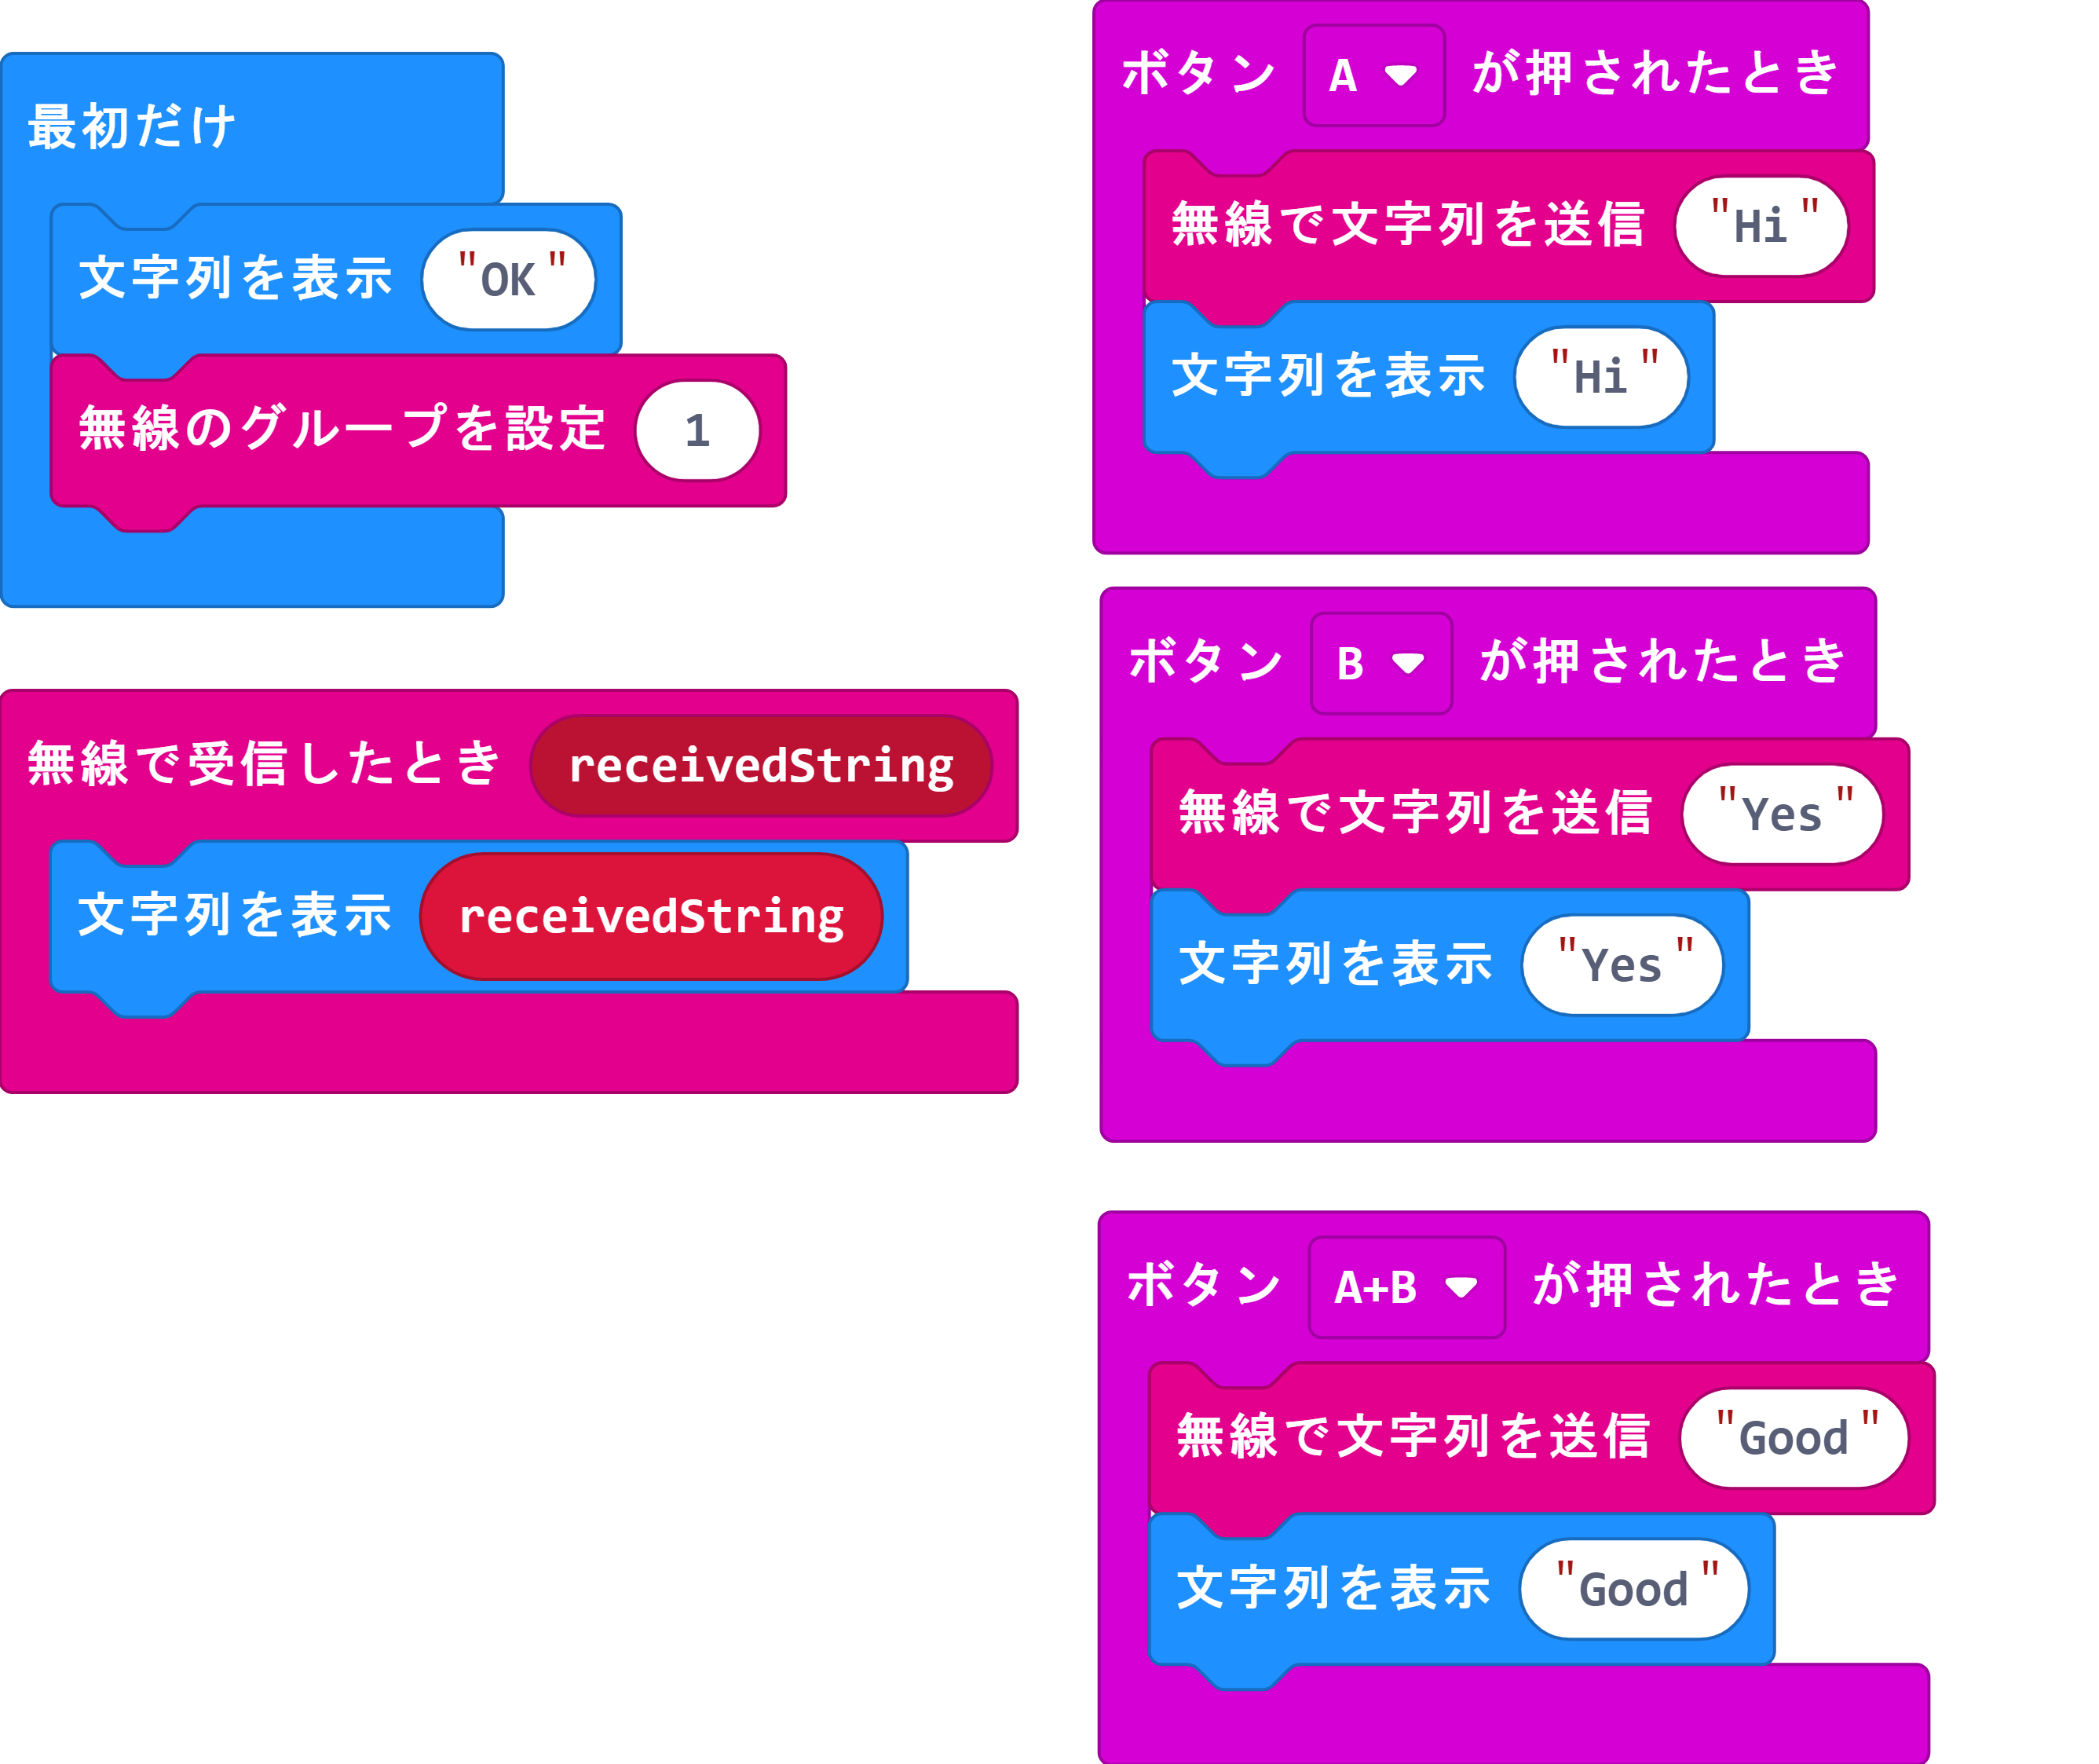 最初だけ
文字列を表示 "OK"
無線のグループを設定 1
無線で受信したとき receivedString
文字列を表示 receivedString
ボタン A が押されたとき
無線で文字列を送信 "Hi"
文字列を表示 "Hi"
ボタン B が押されたとき
無線で文字列を送信 "Yes"
文字列を表示 "Yes"
ボタン A+B が押されたとき
無線で文字列を送信 "Good"
文字列を表示 "Good"